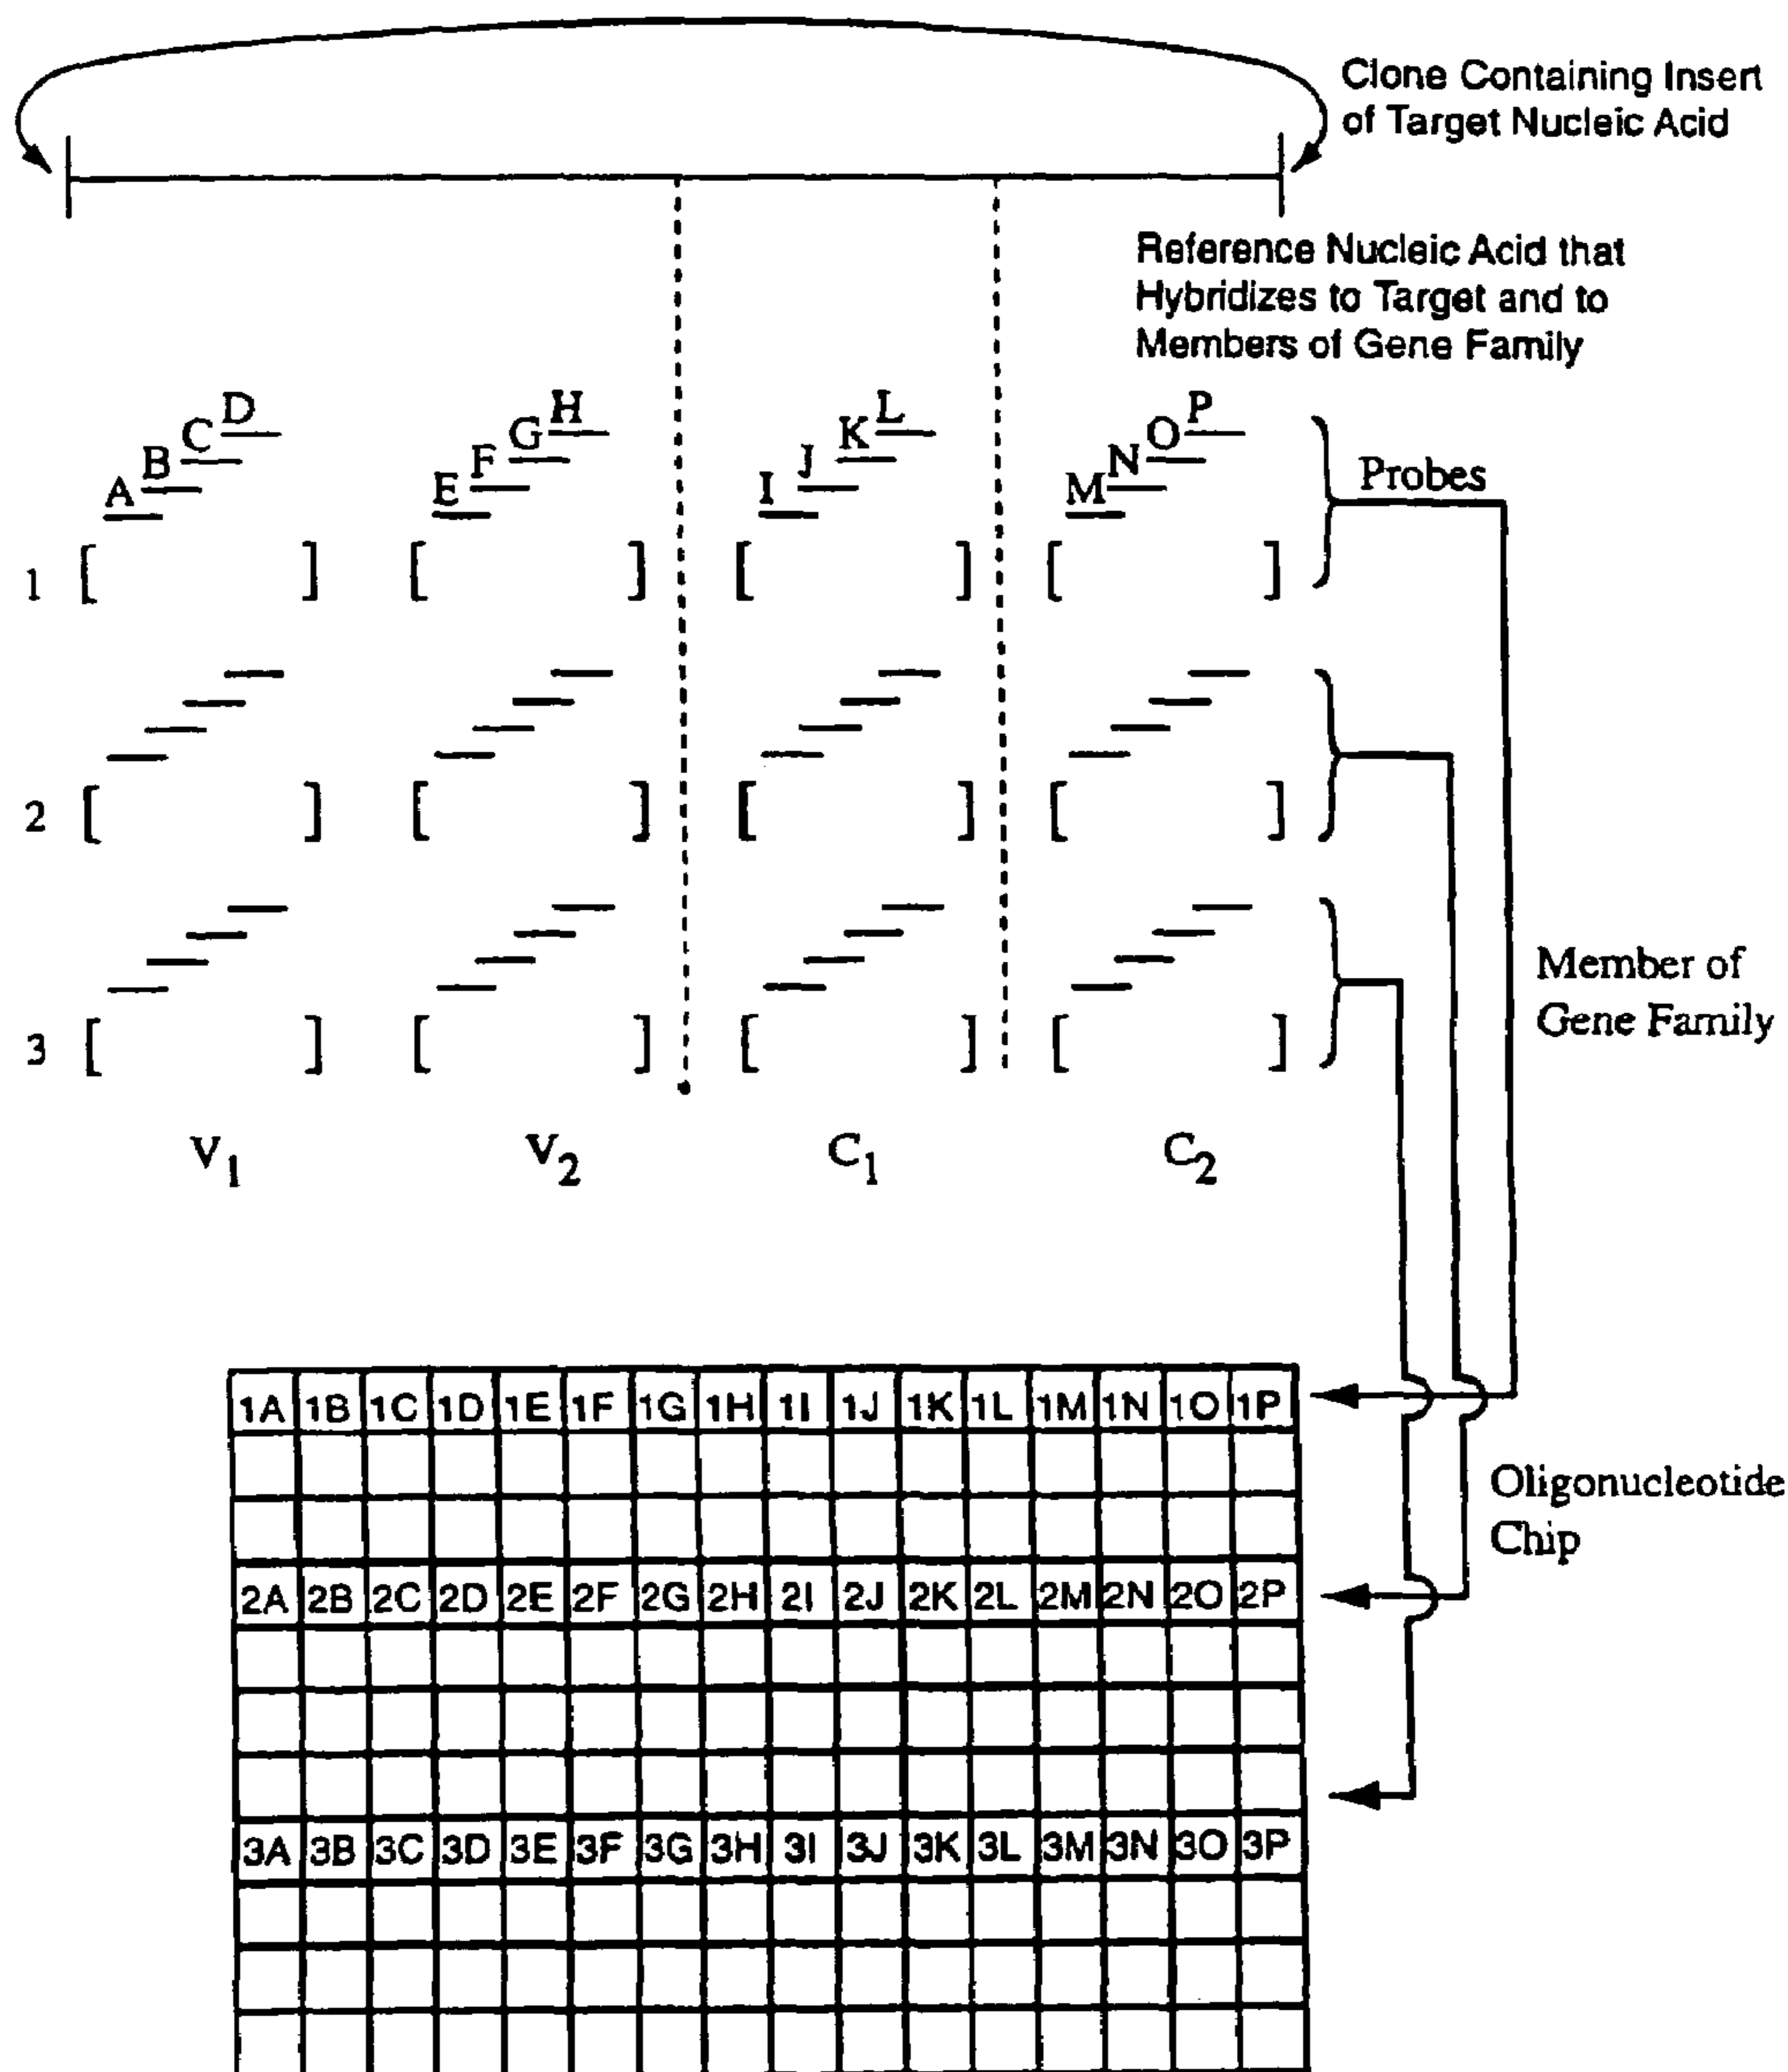 Clone Containing Insert
of Target Nucleic Acid
Reference Nucleic Acid that
Hybridizes to Target and to
Members of Gene Family
A B C D E F G H I J K L M N O P
Probes
1 [ ] [ ] [ ] [ ]
2 [ ] [ ] [ ] [ ]
Member of
Gene Family
3 [ ] [ ] [ ] [ ]
V1 V2 C1 C2
1A 1B 1C 1D 1E 1F 1G 1H 1I 1J 1K 1L 1M 1N 1O 1P
Oligonucleotide
Chip
2A 2B 2C 2D 2E 2F 2G 2H 2I 2J 2K 2L 2M 2N 2O 2P
3A 3B 3C 3D 3E 3F 3G 3H 3I 3J 3K 3L 3M 3N 3O 3P